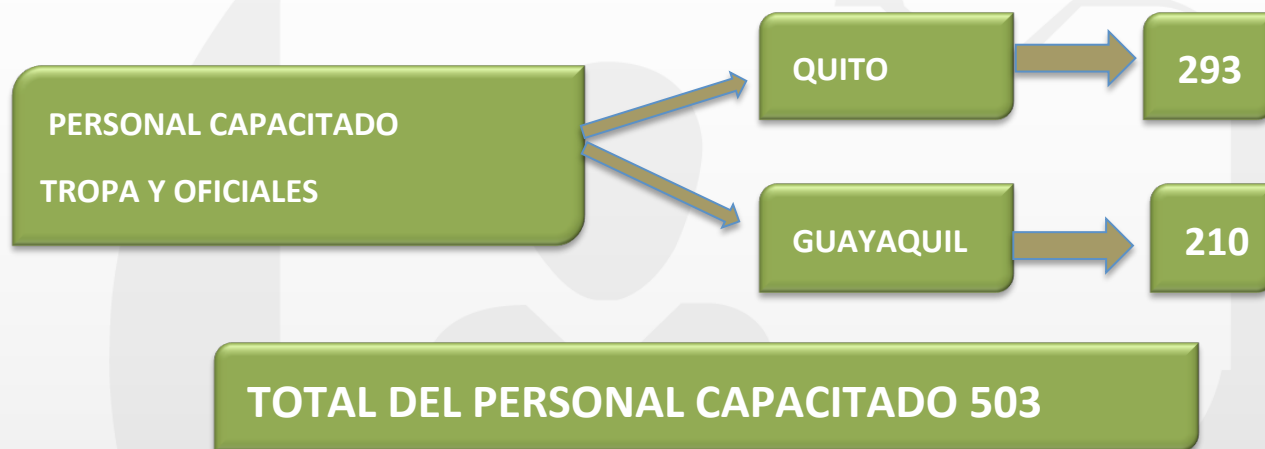 PERSONAL CAPACITADO
TROPA Y OFICIALES
QUITO
293
GUAYAQUIL
210
TOTAL DEL PERSONAL CAPACITADO 503